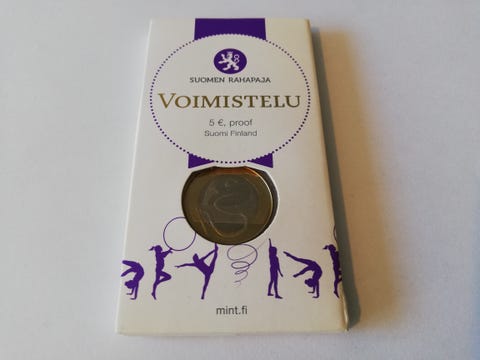 SUOMEN RAHAPAJA
VOIMISTELU
5 €, proof
Suomi Finland
mint.fi